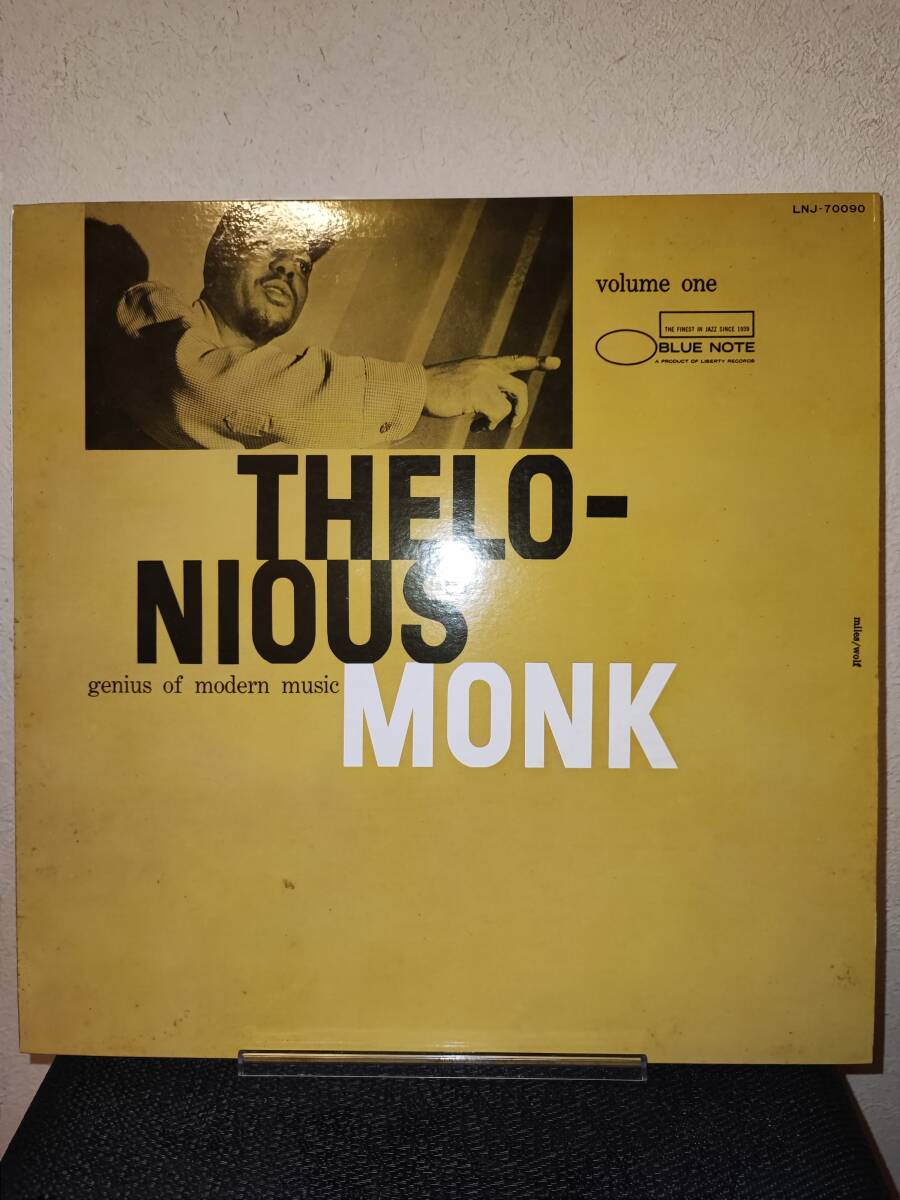 LNJ-70090
volume one
THE FINEST IN JAZZ SINCE 1939
BLUE NOTE
A PRODUCT OF LIBERTY RECORDS
THELO-
NIOUS
genius of modern music
MONK
miles/wolf